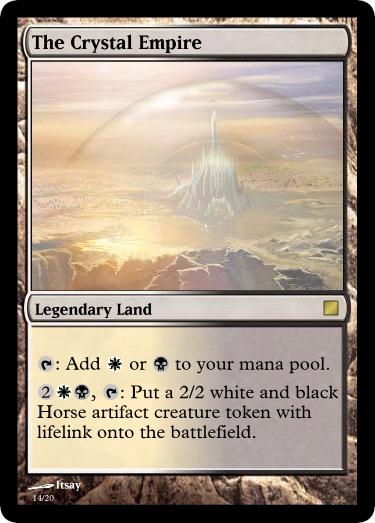 The Crystal Empire
Legendary Land
: Add or to your mana pool.
2 , : Put a 2/2 white and black
Horse artifact creature token with
lifelink onto the battlefield.
Itsay
14/20